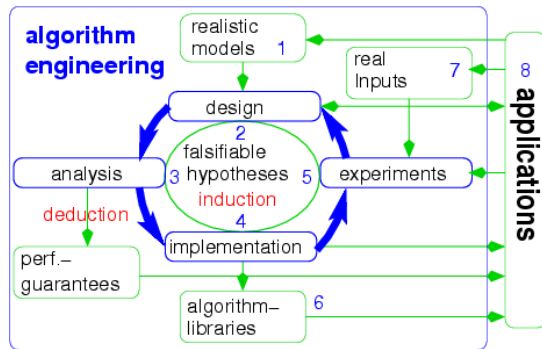 algorithm
engineering
realistic
models 1
real
Inputs 7
8
applications
design
2
analysis
3
falsifiable
hypotheses
induction
5
experiments
4
deduction
implementation
perf.–
guarantees
algorithm–
libraries
6